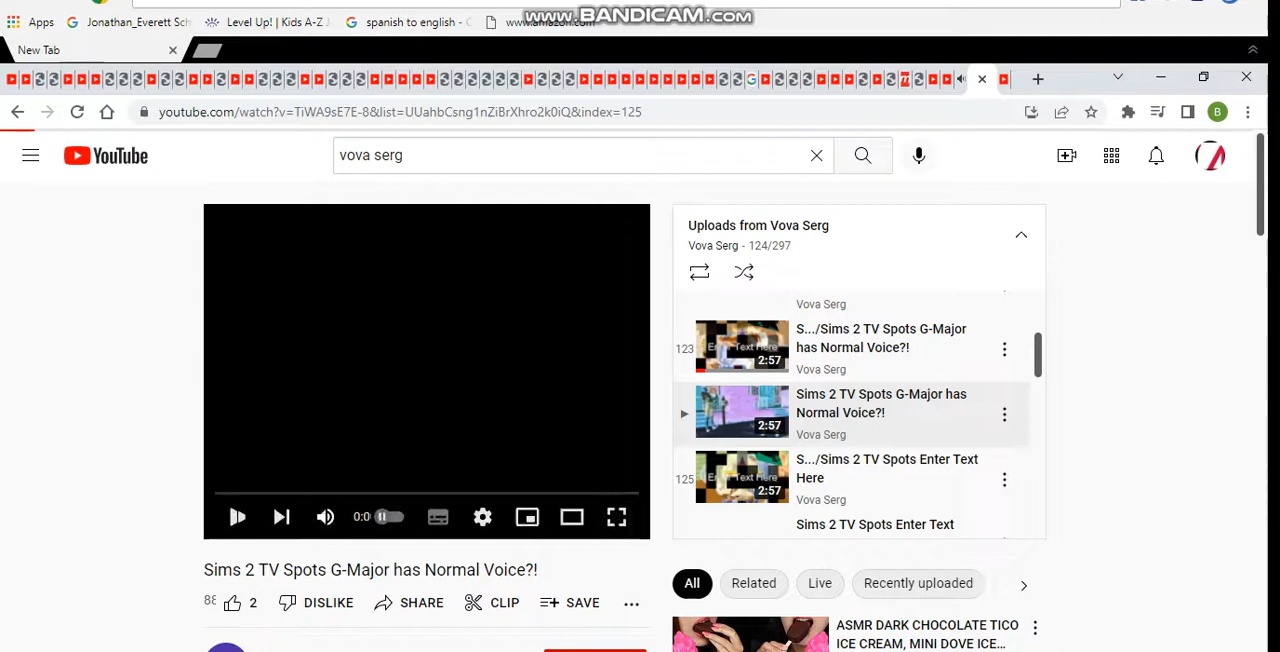 www.BANDICAM.com
Apps
Jonathan_Everett Sch
Level Up! | Kids A-Z
spanish to english - G
New Tab
youtube.com/watch?v=TiWA9sE7E-8&list=UUahbCsng1nZiBrXhro2k0iQ&index=125
B
YouTube
vova serg
Uploads from Vova Serg
Vova Serg - 124/297
Vova Serg
123
S.../Sims 2 TV Spots G-Major
has Normal Voice?!
2:57
Vova Serg
Sims 2 TV Spots G-Major has
Normal Voice?!
2:57
Vova Serg
125
S.../Sims 2 TV Spots Enter Text
Here
2:57
Vova Serg
Sims 2 TV Spots Enter Text
0:0
Sims 2 TV Spots G-Major has Normal Voice?!
88
2
DISLIKE
SHARE
CLIP
SAVE
All
Related
Live
Recently uploaded
ASMR DARK CHOCOLATE TICO
ICE CREAM, MINI DOVE ICE...